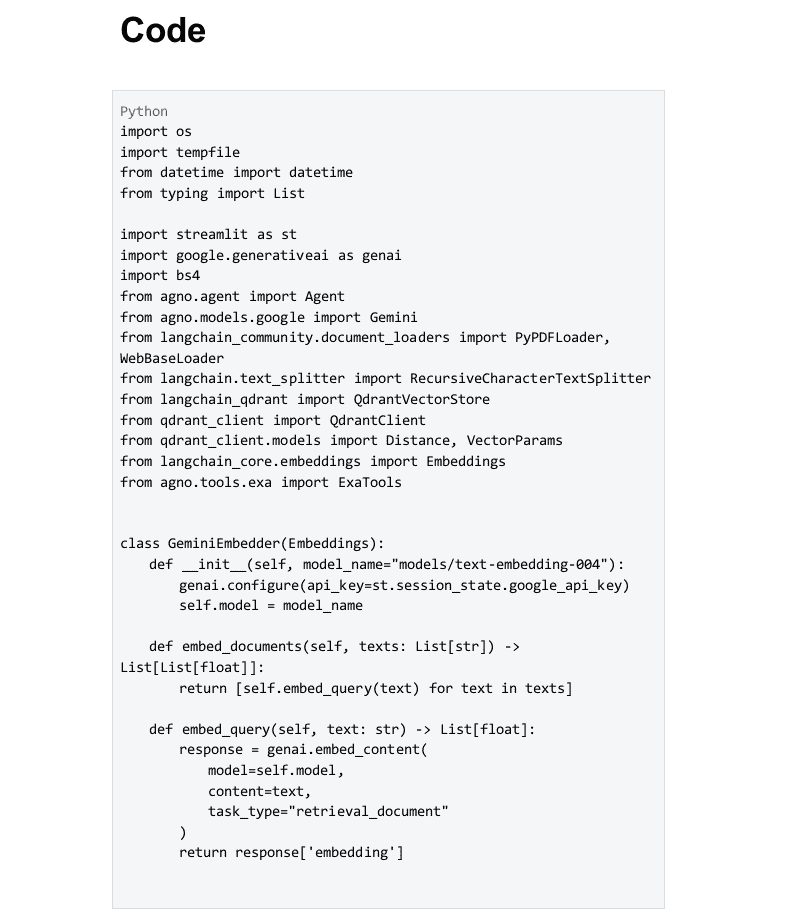 Code
Python
import os
import tempfile
from datetime import datetime
from typing import List
import streamlit as st
import google.generativeai as genai
import bs4
from agno.agent import Agent
from agno.models.google import Gemini
from langchain_community.document_loaders import PyPDFLoader,
WebBaseLoader
from langchain.text_splitter import RecursiveCharacterTextSplitter
from langchain_qdrant import QdrantVectorStore
from qdrant_client import QdrantClient
from qdrant_client.models import Distance, VectorParams
from langchain_core.embeddings import Embeddings
from agno.tools.exa import ExaTools
class GeminiEmbedder(Embeddings):
    def __init__(self, model_name="models/text-embedding-004"):
        genai.configure(api_key=st.session_state.google_api_key)
        self.model = model_name
    def embed_documents(self, texts: List[str]) ->
List[List[float]]:
        return [self.embed_query(text) for text in texts]
    def embed_query(self, text: str) -> List[float]:
        response = genai.embed_content(
            model=self.model,
            content=text,
            task_type="retrieval_document"
        )
        return response['embedding']